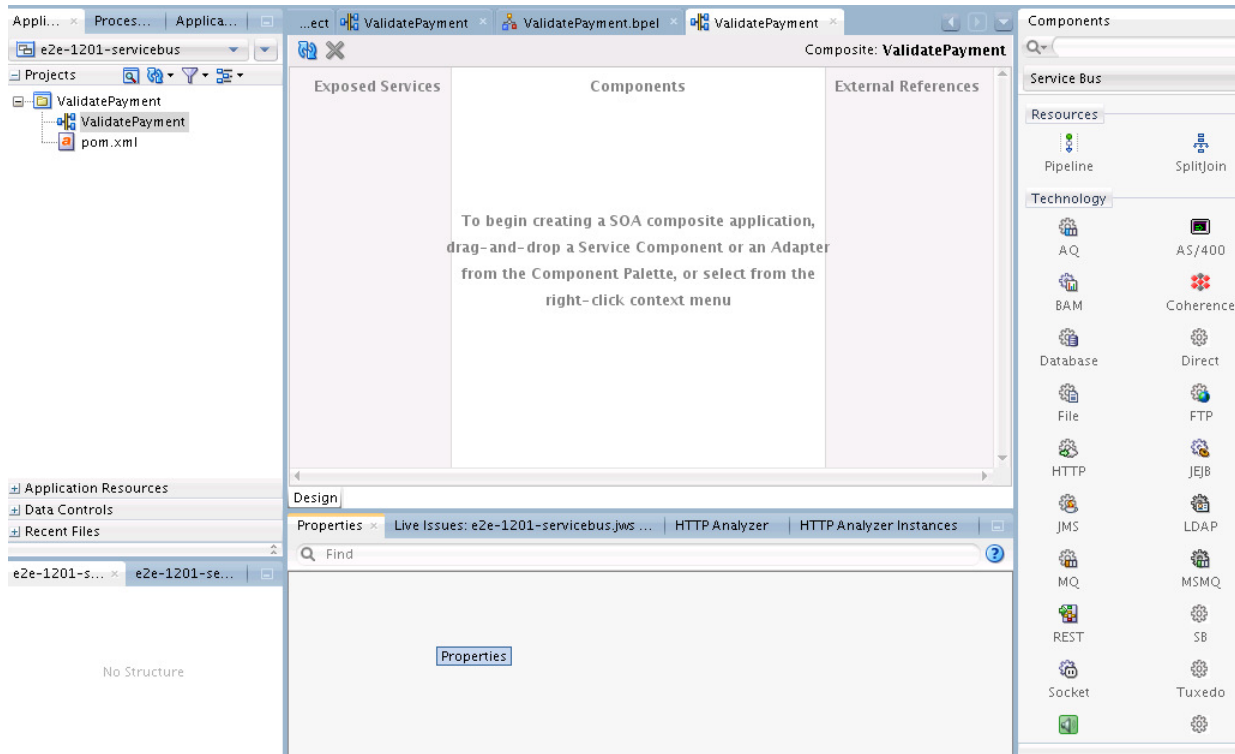 Appli...
Proces...
Applica...
e2e-1201-servicebus
Projects
ValidatePayment
ValidatePayment
pom.xml
Application Resources
Data Controls
Recent Files
e2e-1201-s...
e2e-1201-se...
No Structure
...ect
ValidatePayment
ValidatePayment.bpel
ValidatePayment
Composite: ValidatePayment
Exposed Services
Components
External References
To begin creating a SOA composite application,
drag-and-drop a Service Component or an Adapter
from the Component Palette, or select from the
right-click context menu
Design
Properties
Live Issues: e2e-1201-servicebus.jws ...
HTTP Analyzer
HTTP Analyzer Instances
Find
Properties
Components
Service Bus
Resources
Pipeline
SplitJoin
Technology
AQ
AS/400
BAM
Coherence
Database
Direct
File
FTP
HTTP
JEJB
JMS
LDAP
MQ
MSMQ
REST
SB
Socket
Tuxedo